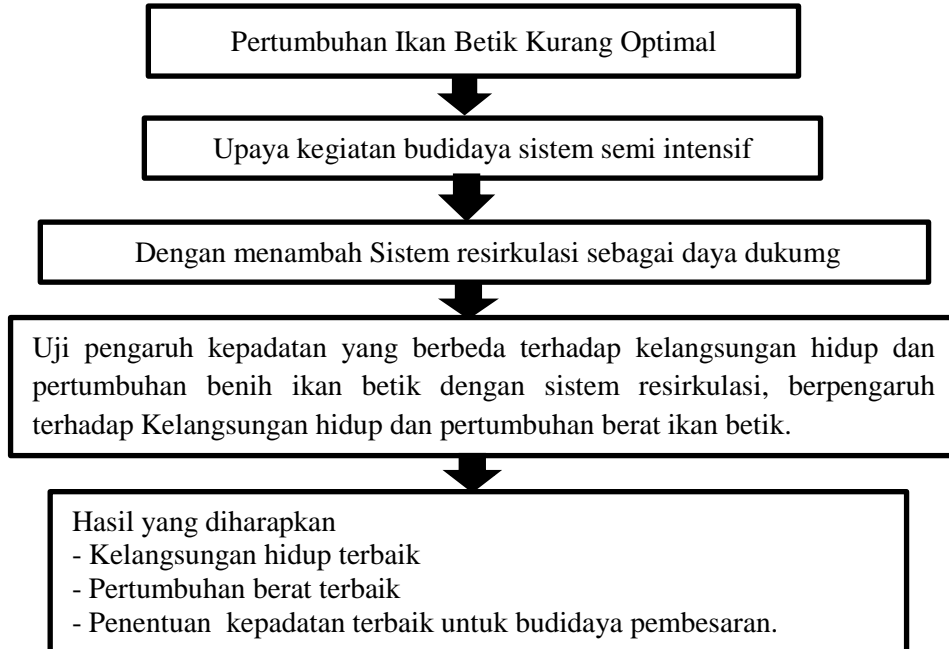 Pertumbuhan Ikan Betik Kurang Optimal
Upaya kegiatan budidaya sistem semi intensif
Dengan menambah Sistem resirkulasi sebagai daya dukumg
Uji pengaruh kepadatan yang berbeda terhadap kelangsungan hidup dan
pertumbuhan benih ikan betik dengan sistem resirkulasi, berpengaruh
terhadap Kelangsungan hidup dan pertumbuhan berat ikan betik.
Hasil yang diharapkan
- Kelangsungan hidup terbaik
- Pertumbuhan berat terbaik
- Penentuan kepadatan terbaik untuk budidaya pembesaran.